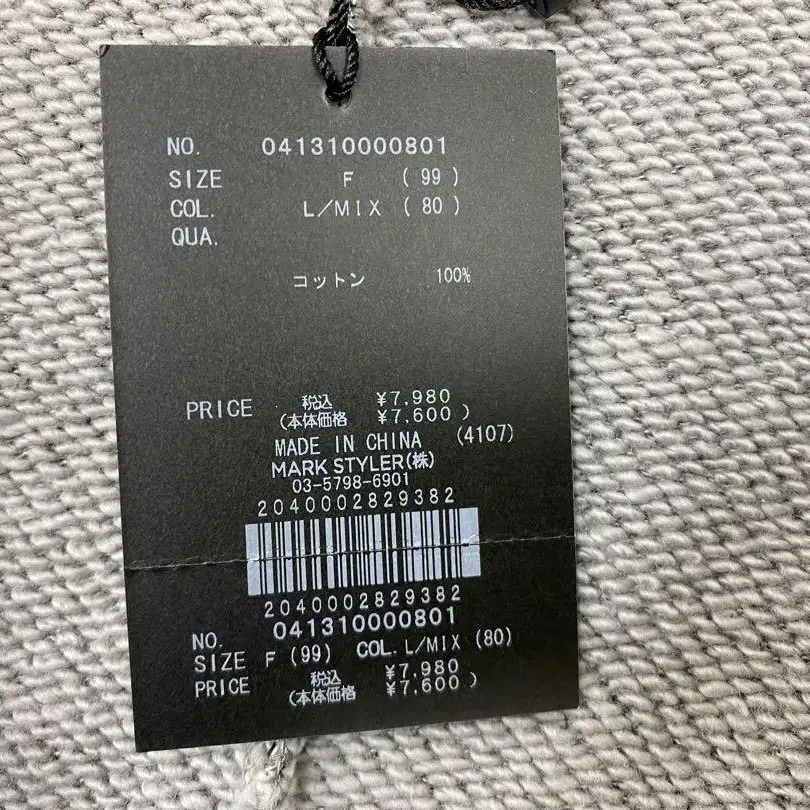 NO. 041310000801
SIZE F (99)
COL. L/MIX (80)
QUA.
コットン 100%
PRICE 税込 ¥7,980
(本体価格 ¥7,600)
MADE IN CHINA (4107)
MARK STYLER(株)
03-5798-6901
2040002829382
2040002829382
NO. 041310000801
SIZE F (99) COL. L/MIX (80)
PRICE 税込 ¥7,980
(本体価格 ¥7,600)